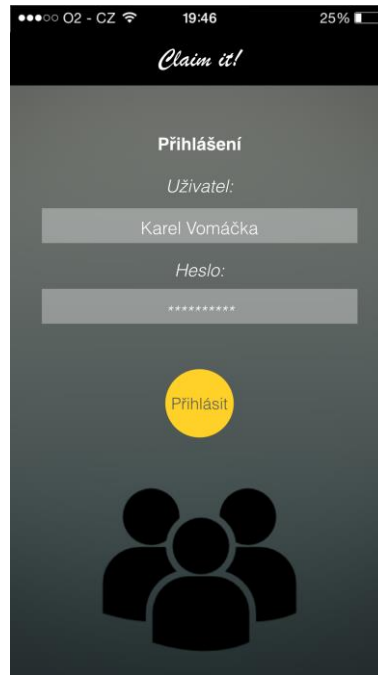 O2 - CZ 19:46 25%
Claim it!
Přihlášení
Uživatel:
Karel Vomáčka
Heslo:
**********
Přihlásit